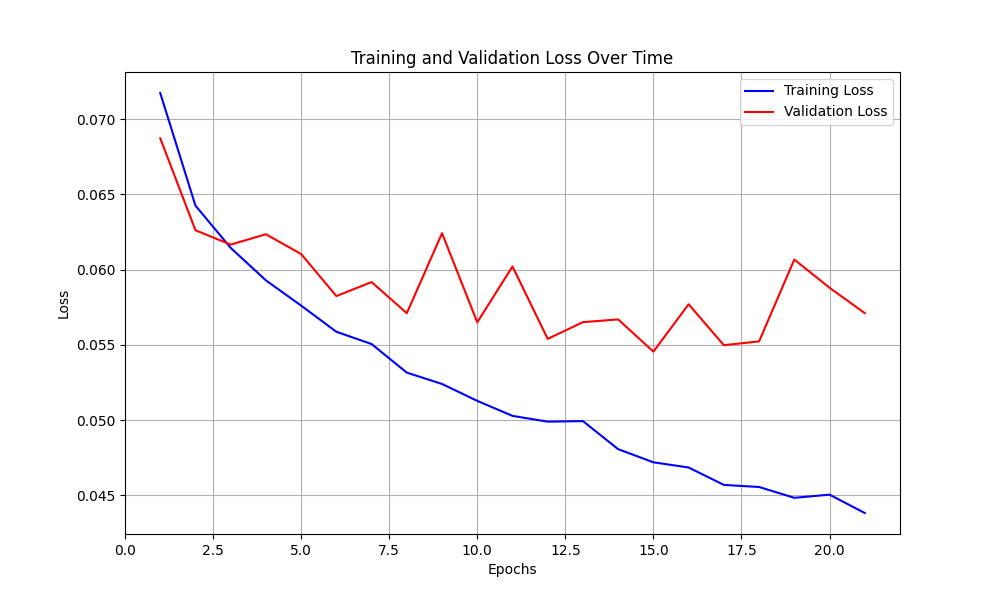 Training and Validation Loss Over Time
Training Loss
Validation Loss
0.070
0.065
0.060
0.055
0.050
0.045
Loss
0.0 2.5 5.0 7.5 10.0 12.5 15.0 17.5 20.0
Epochs